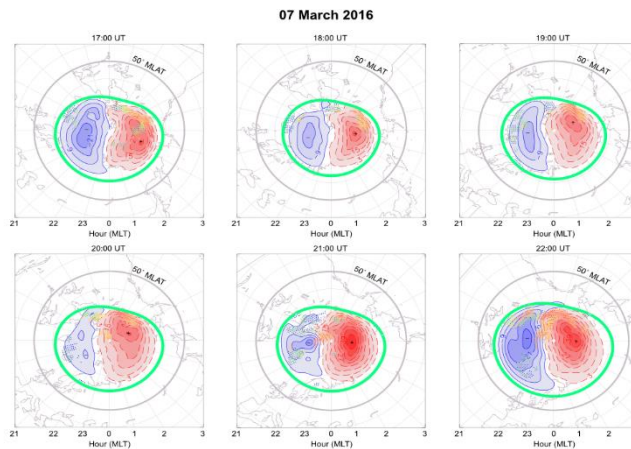 07 March 2016
17:00 UT
18:00 UT
19:00 UT
50° MLAT
50° MLAT
50° MLAT
21 22 23 0 1 2 3
21 22 23 0 1 2 3
21 22 23 0 1 2
Hour (MLT)
Hour (MLT)
Hour (MLT)
20:00 UT
21:00 UT
22:00 UT
50° MLAT
50° MLAT
50° MLAT
21 22 23 0 1 2 3
21 22 23 0 1 2 3
21 22 23 0 1 2
Hour (MLT)
Hour (MLT)
Hour (MLT)